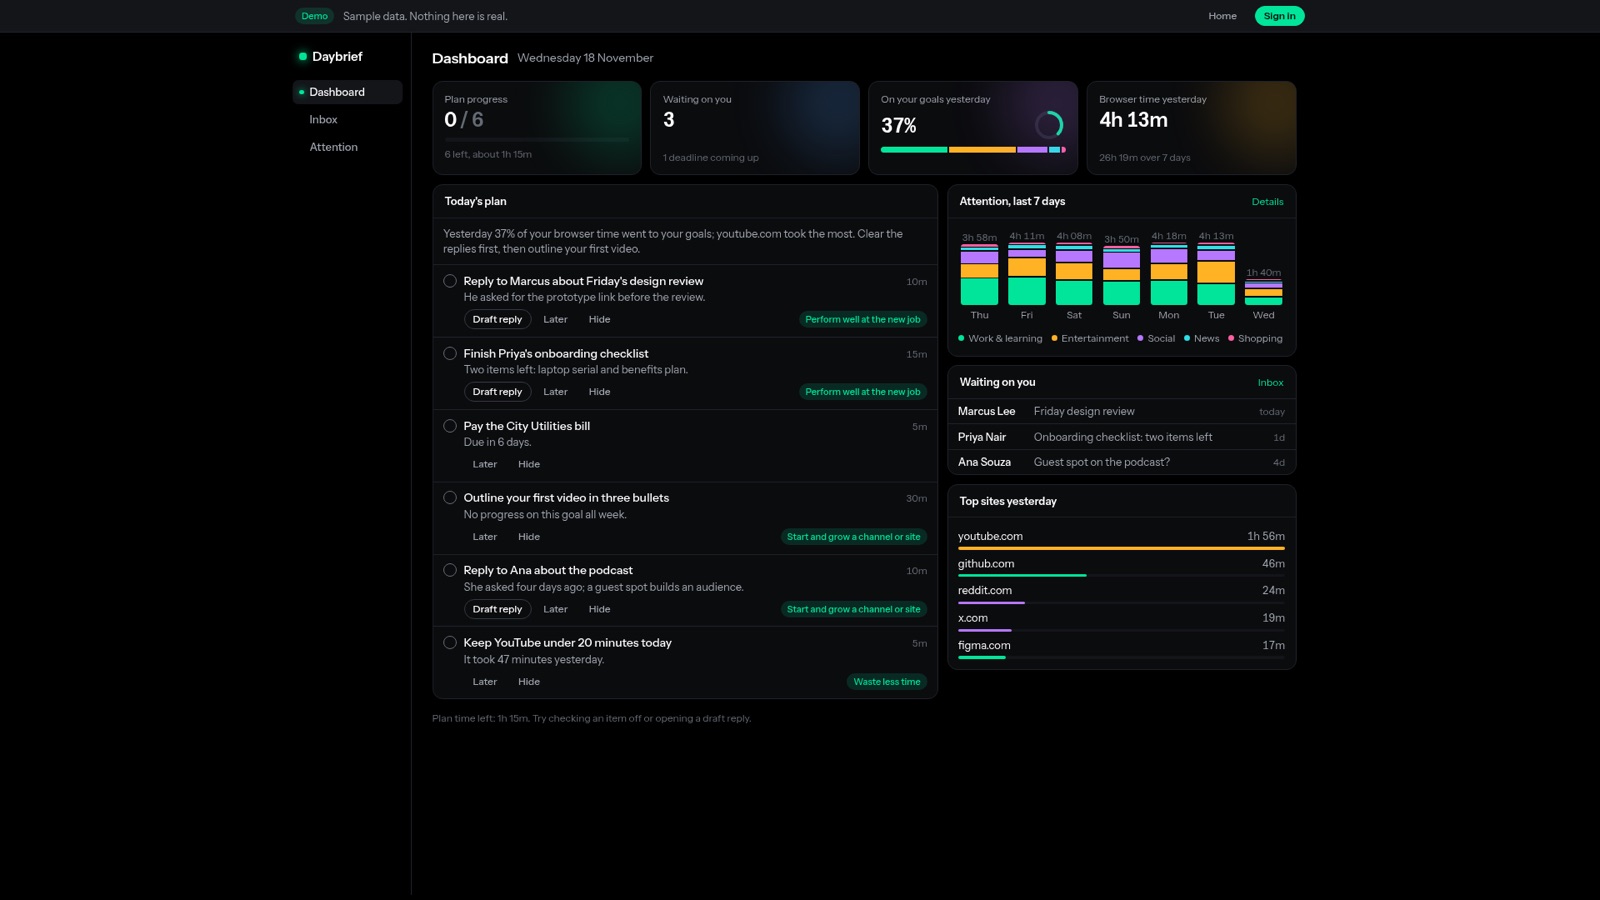 Demo
Sample data. Nothing here is real.
Home
Sign in
Daybrief
Dashboard
Inbox
Attention
Dashboard Wednesday 18 November
Plan progress
0 / 6
6 left, about 1h 15m
Waiting on you
3
1 deadline coming up
On your goals yesterday
37%
Browser time yesterday
4h 13m
26h 19m over 7 days
Today's plan
Yesterday 37% of your browser time went to your goals; youtube.com took the most. Clear the
replies first, then outline your first video.
Reply to Marcus about Friday's design review 10m
He asked for the prototype link before the review.
Draft reply Later Hide Perform well at the new job
Finish Priya's onboarding checklist 15m
Two items left: laptop serial and benefits plan.
Draft reply Later Hide Perform well at the new job
Pay the City Utilities bill 5m
Due in 6 days.
Later Hide
Outline your first video in three bullets 30m
No progress on this goal all week.
Later Hide Start and grow a channel or site
Reply to Ana about the podcast 10m
She asked four days ago; a guest spot builds an audience.
Draft reply Later Hide Start and grow a channel or site
Keep YouTube under 20 minutes today 5m
It took 47 minutes yesterday.
Later Hide Waste less time
Plan time left: 1h 15m. Try checking an item off or opening a draft reply.
Attention, last 7 days Details
3h 58m 4h 11m 4h 08m 3h 50m 4h 18m 4h 13m 1h 40m
Thu Fri Sat Sun Mon Tue Wed
Work & learning Entertainment Social News Shopping
Waiting on you Inbox
Marcus Lee Friday design review today
Priya Nair Onboarding checklist: two items left 1d
Ana Souza Guest spot on the podcast? 4d
Top sites yesterday
youtube.com 1h 56m
github.com 46m
reddit.com 24m
x.com 19m
figma.com 17m